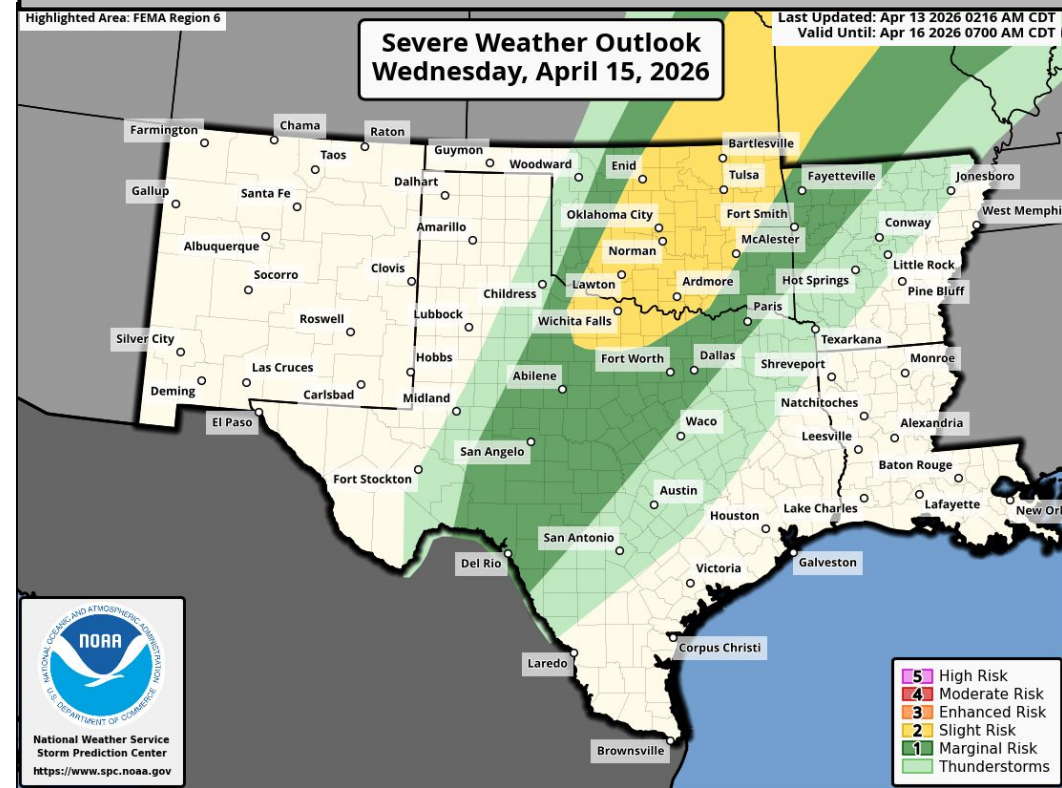 Highlighted Area: FEMA Region 6
Last Updated: Apr 13 2026 0216 AM CDT
Valid Until: Apr 16 2026 0700 AM CDT
Severe Weather Outlook
Wednesday, April 15, 2026
Farmington
Chama
Raton
Taos
Guymon
Woodward
Enid
Bartlesville
Gallup
Santa Fe
Dalhart
Tulsa
Fayetteville
Jonesboro
Albuquerque
Amarillo
Oklahoma City
Fort Smith
Conway
West Memphi
Norman
McAlester
Socorro
Clovis
Childress
Lawton
Ardmore
Hot Springs
Little Rock
Pine Bluff
Roswell
Lubbock
Wichita Falls
Paris
Texarkana
Silver City
Las Cruces
Hobbs
Fort Worth
Dallas
Shreveport
Monroe
Deming
Carlsbad
Midland
Abilene
Natchitoches
El Paso
Waco
Leesville
Alexandria
San Angelo
Fort Stockton
Baton Rouge
Austin
Houston
Lake Charles
Lafayette
New Orl
San Antonio
Del Rio
Victoria
Galveston
Laredo
Corpus Christi
Brownsville
NATIONAL OCEANIC AND ATMOSPHERIC ADMINISTRATION
NOAA
U.S. DEPARTMENT OF COMMERCE
National Weather Service
Storm Prediction Center
https://www.spc.noaa.gov
5 High Risk
4 Moderate Risk
3 Enhanced Risk
2 Slight Risk
1 Marginal Risk
Thunderstorms